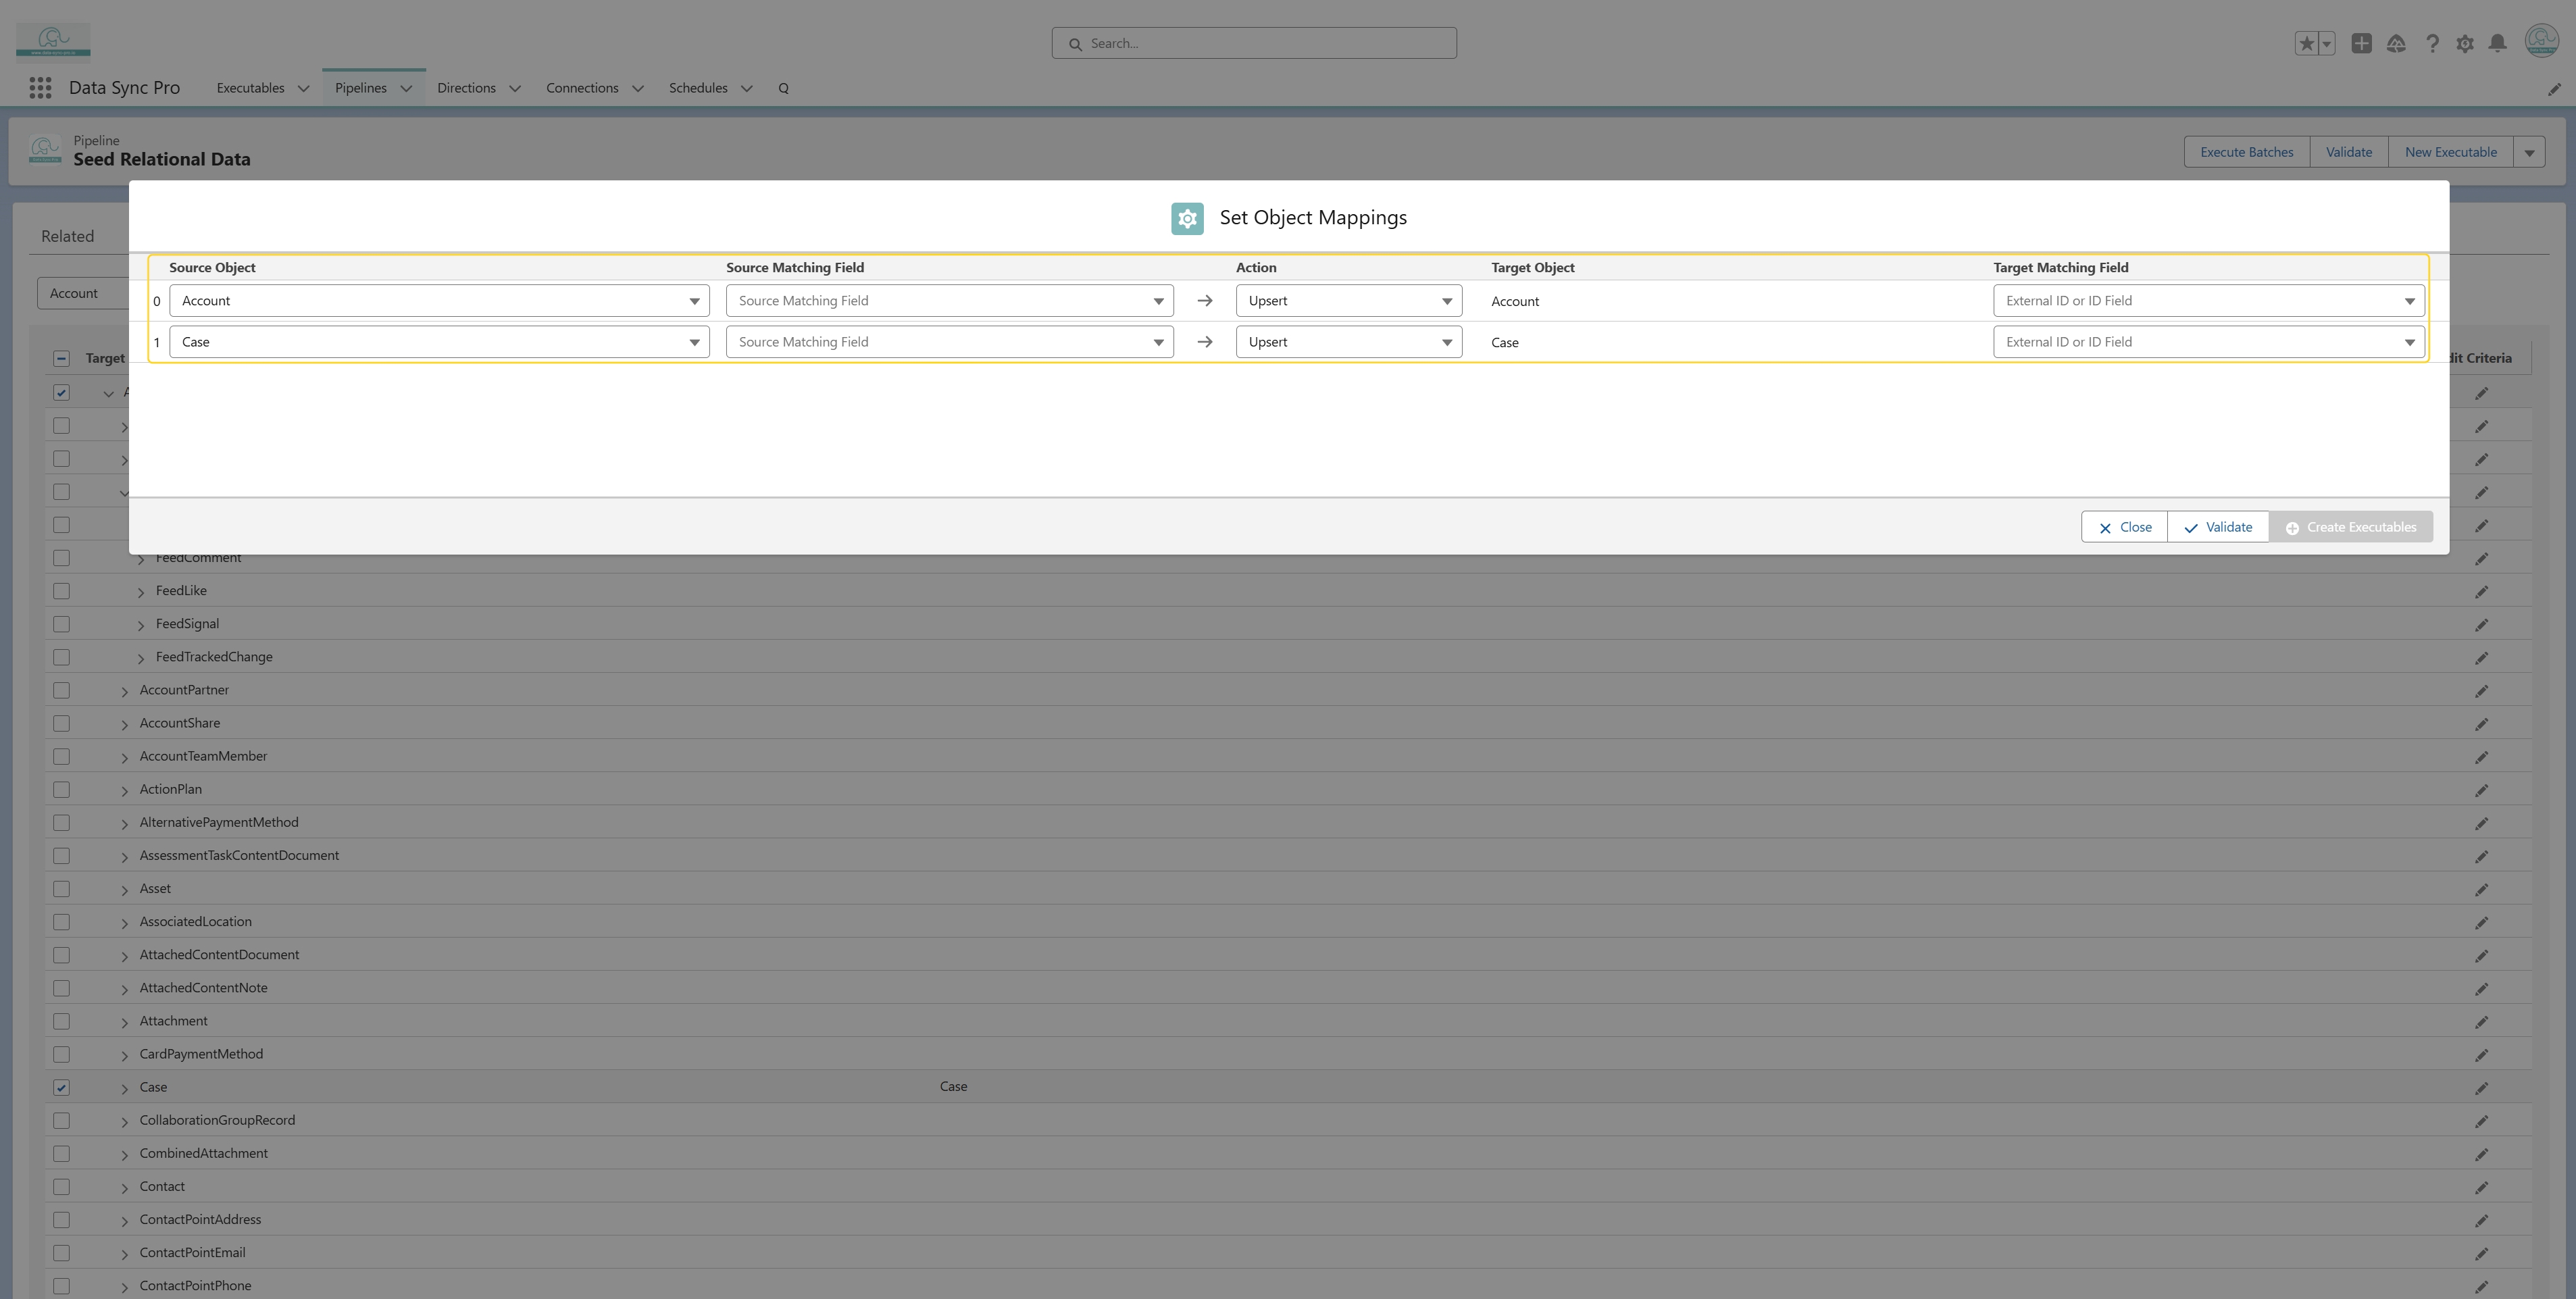 Search...
Data Sync Pro
Executables
Pipelines
Directions
Connections
Schedules
Q
Pipeline
Seed Relational Data
Execute Batches
Validate
New Executable
Set Object Mappings
Related
Source Object
Source Matching Field
Action
Target Object
Target Matching Field
Account
0
Account
Source Matching Field
Upsert
Account
External ID or ID Field
1
Case
Source Matching Field
Upsert
Case
External ID or ID Field
Target
dit Criteria
A
Close
Validate
Create Executables
FeedComment
FeedLike
FeedSignal
FeedTrackedChange
AccountPartner
AccountShare
AccountTeamMember
ActionPlan
AlternativePaymentMethod
AssessmentTaskContentDocument
Asset
AssociatedLocation
AttachedContentDocument
AttachedContentNote
Attachment
CardPaymentMethod
Case
Case
CollaborationGroupRecord
CombinedAttachment
Contact
ContactPointAddress
ContactPointEmail
ContactPointPhone